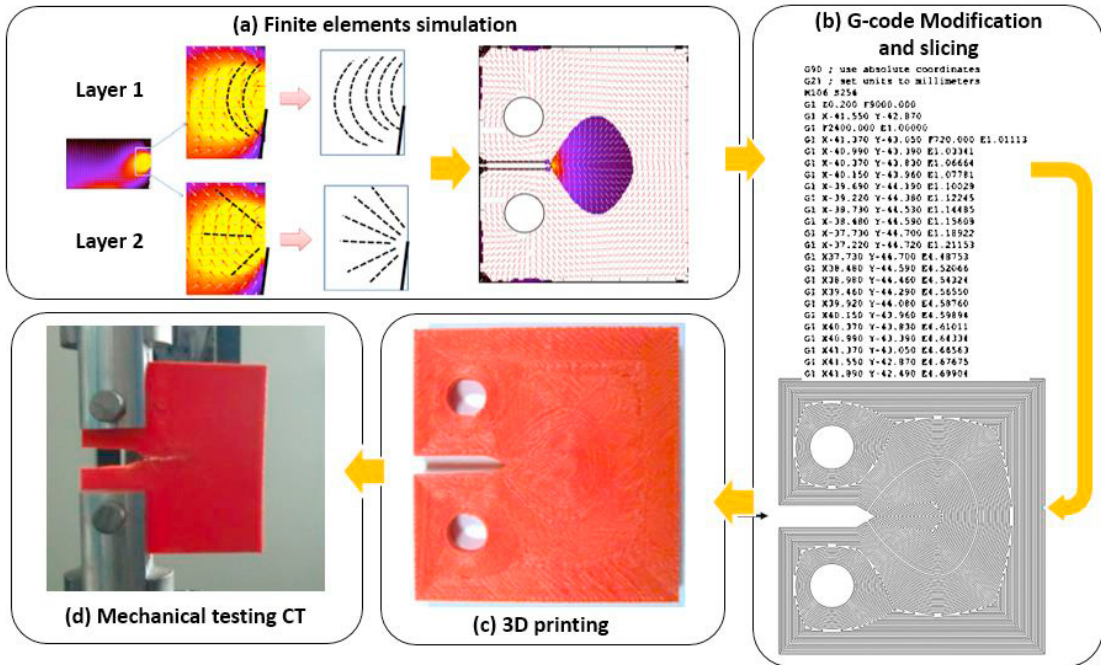 (a) Finite elements simulation
Layer 1
Layer 2
(b) G-code Modification
and slicing
G90 ; use absolute coordinates
G21 ; set units to millimeters
M106 S254
G1 Z0.200 F9000.000
G1 X-41.550 Y-42.870
G1 F2400.000 E1.00000
G1 X-41.370 Y-43.050 F720.000 E1.01113
G1 X-40.990 Y-43.390 E1.03341
G1 X-40.370 Y-43.830 E1.06664
G1 X-40.150 Y-43.960 E1.07781
G1 X-39.690 Y-44.190 E1.10029
G1 X-39.220 Y-44.380 E1.12245
G1 X-38.730 Y-44.530 E1.14485
G1 X-38.480 Y-44.590 E1.15609
G1 X-37.730 Y-44.700 E1.18922
G1 X-37.220 Y-44.720 E1.21153
G1 X37.730 Y-44.700 E4.48753
G1 X38.480 Y-44.590 E4.52066
G1 X38.980 Y-44.460 E4.54324
G1 X39.460 Y-44.290 E4.56550
G1 X39.920 Y-44.080 E4.58760
G1 X40.150 Y-43.960 E4.59894
G1 X40.370 Y-43.830 E4.61011
G1 X40.990 Y-43.390 E4.64334
G1 X41.370 Y-43.050 E4.66563
G1 X41.550 Y-42.870 E4.67675
G1 X41.890 Y-42.490 E4.69904
(d) Mechanical testing CT
(c) 3D printing